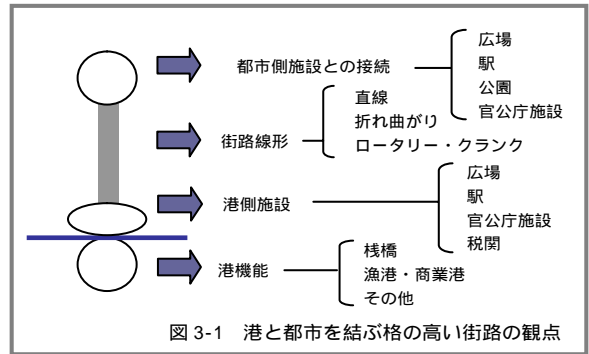 都市側施設との接続
広場
駅
公園
官公庁施設
街路線形
直線
折れ曲がり
ロータリー・クランク
港側施設
広場
駅
官公庁施設
税関
港機能
桟橋
漁港・商業港
その他
図 3-1 港と都市を結ぶ格の高い街路の観点